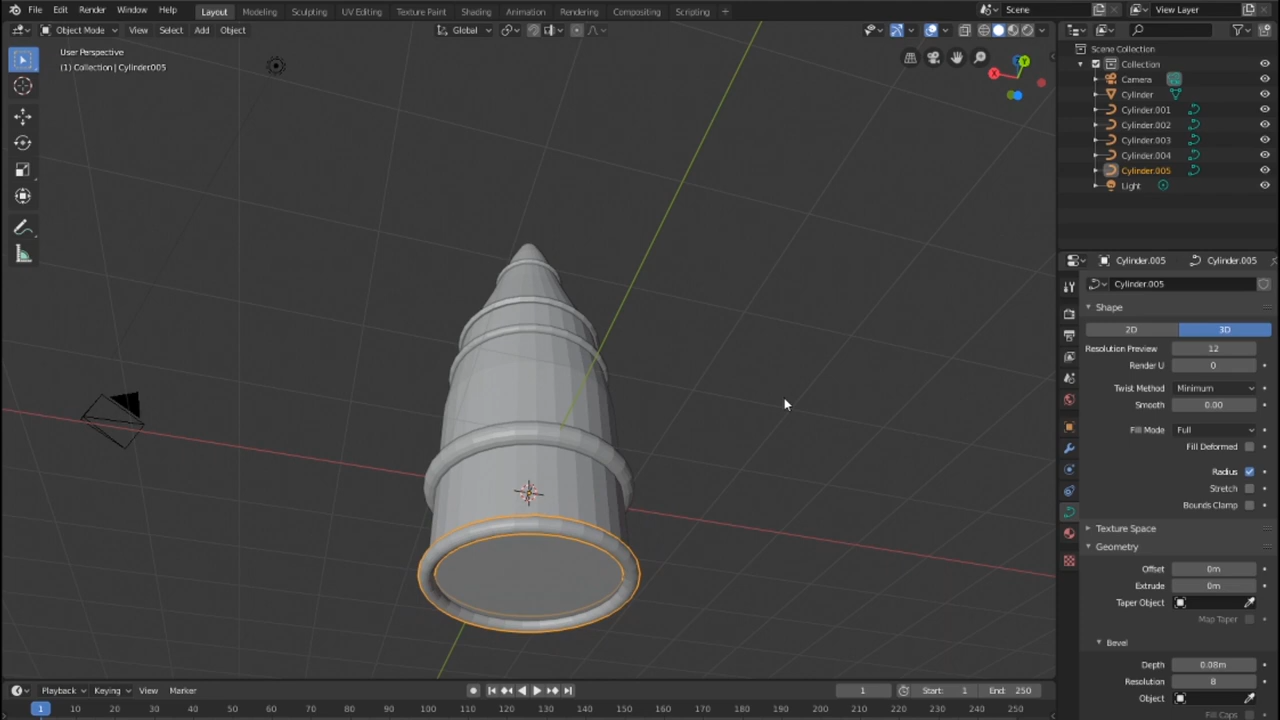 File Edit Render Window Help Layout Modeling Sculpting UV Editing Texture Paint Shading Animation Rendering Compositing Scripting + Scene View Layer
Object Mode View Select Add Object Global
User Perspective
(1) Collection | Cylinder005
Scene Collection
Collection
Camera
Cylinder
Cylinder.001
Cylinder.002
Cylinder.003
Cylinder.004
Cylinder.005
Light
Cylinder.005 Cylinder.005
Cylinder.005
Shape
2D 3D
Resolution Preview 12
Render U 0
Twist Method Minimum
Smooth 0.00
Fill Mode Full
Fill Deformed
Radius
Stretch
Bounds Clamp
Texture Space
Geometry
Offset 0m
Extrude 0m
Taper Object
Map Taper
Bevel
Depth 0.08m
Resolution 8
Object
Fill Caps
X
Y
Z
Playback Keying View Marker 1 Start: 1 End: 250
1 10 20 30 40 50 60 70 80 90 100 110 120 130 140 150 160 170 180 190 200 210 220 230 240 250